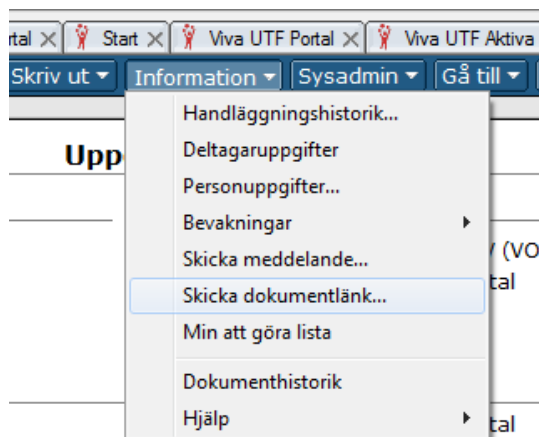 rtal Start Viva UTF Portal Viva UTF Aktiva
Skriv ut Information Sysadmin Gå till
Handläggningshistorik...
Upp
Deltagaruppgifter
Personuppgifter...
Bevakningar
(VO
Skicka meddelande...
tal
Skicka dokumentlänk...
Min att göra lista
Dokumenthistorik
Hjälp
tal